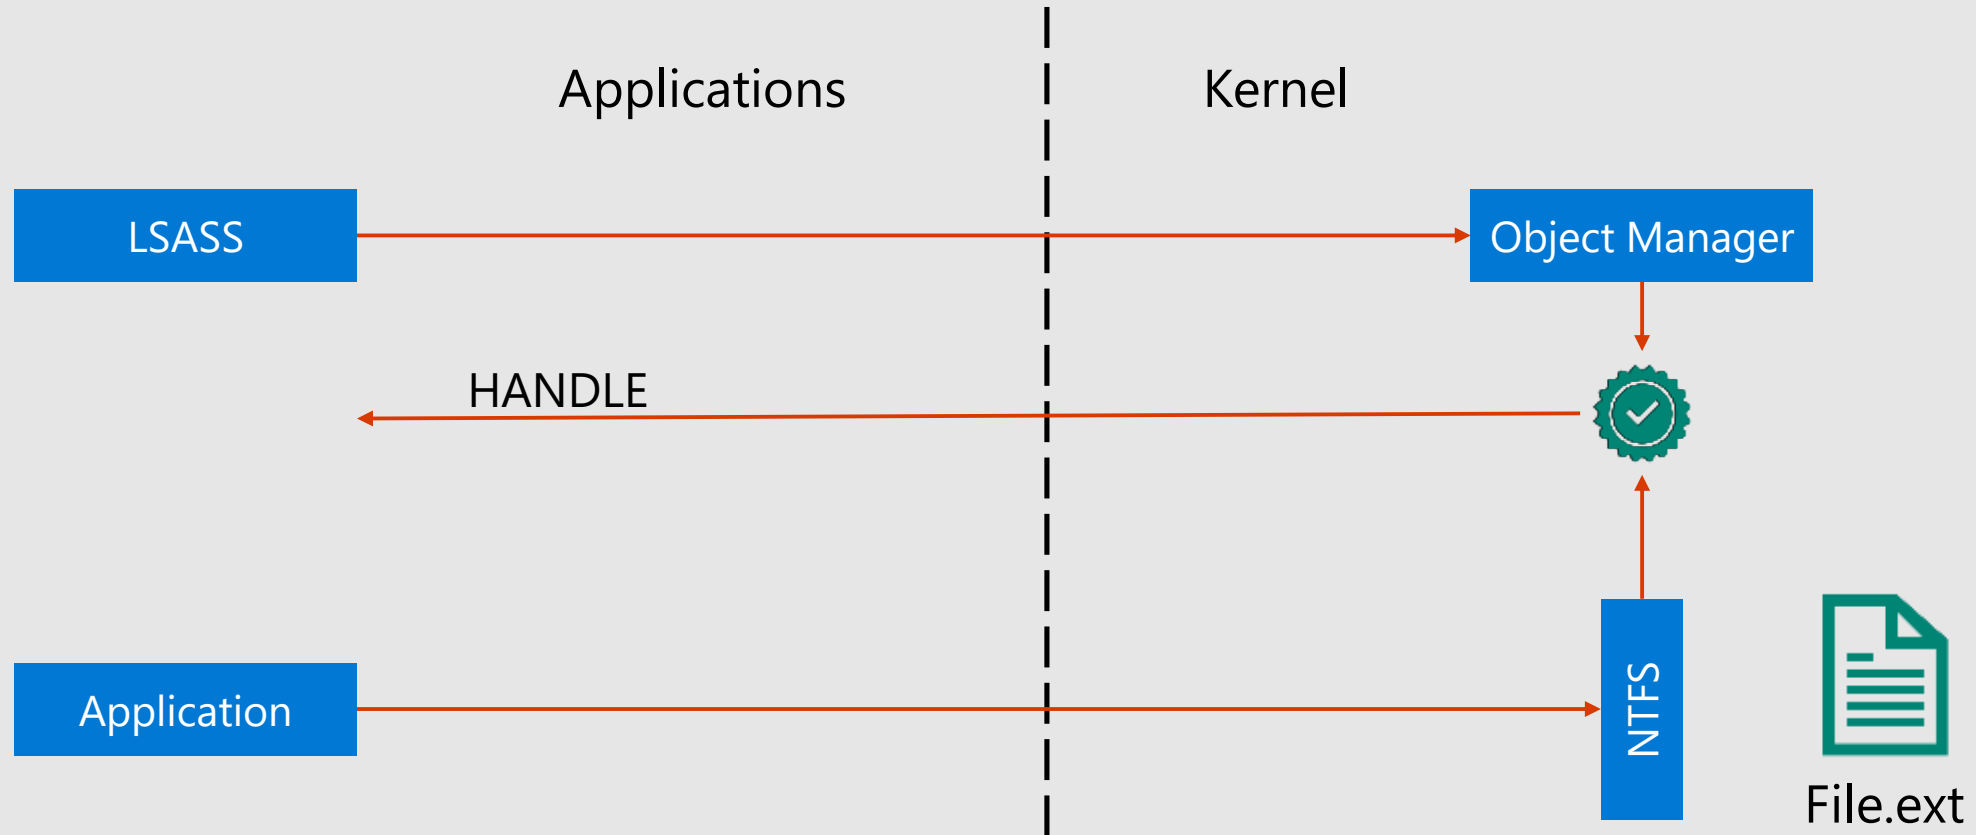 Applications
Kernel
LSASS
Object Manager
HANDLE
Application
NTFS
File.ext